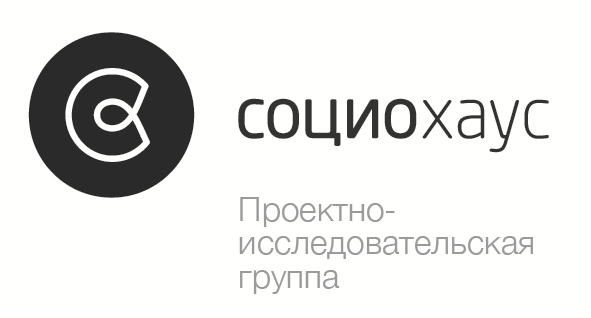 социохаус
Проектно-
исследовательская
группа